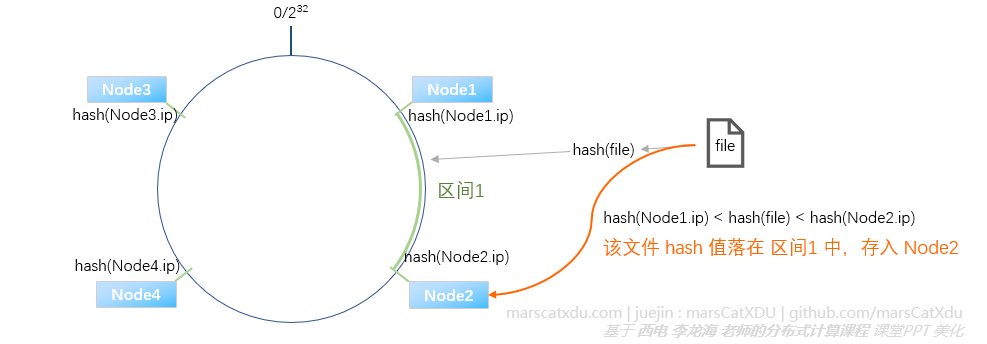 0/2³²
Node3
Node1
hash(Node3.ip)
hash(Node1.ip)
file
hash(file)
区间1
hash(Node1.ip) < hash(file) < hash(Node2.ip)
该文件 hash 值落在 区间1 中，存入 Node2
hash(Node4.ip)
hash(Node2.ip)
Node4
Node2
marscatxdu.com | juejin : marsCatXDU | github.com/marsCatXdu
基于 西电 李龙海 老师的分布式计算课程 课堂PPT 美化